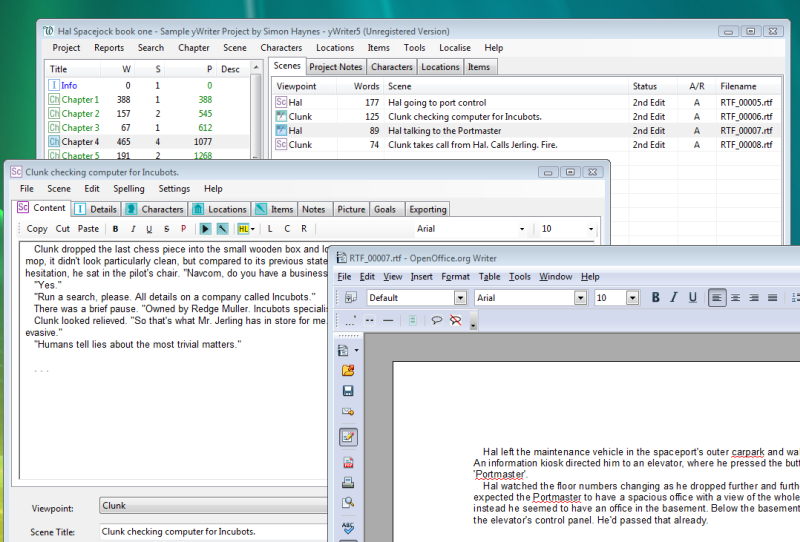 Hal Spacejock book one - Sample yWriter Project by Simon Haynes - yWriter5 (Unregistered Version)
Project Reports Search Chapter Scene Characters Locations Items Tools Localise Help
Title W S P Desc
Info 0 1 0
Chapter 1 388 1 388
Chapter 2 157 2 545
Chapter 3 67 1 612
Chapter 4 465 4 1077
Chapter 5 191 2 1268
Scenes Project Notes Characters Locations Items
Viewpoint Words Scene Status A/R Filename
Sc Hal 177 Hal going to port control 2nd Edit A RTF_00005.rtf
Clunk 125 Clunk checking computer for Incubots. 2nd Edit A RTF_00006.rtf
Hal 89 Hal talking to the Portmaster 2nd Edit A RTF_00007.rtf
Sc Clunk 74 Clunk takes call from Hal. Calls Jerling. Fire. 2nd Edit A RTF_00008.rtf
Sc Clunk checking computer for Incubots.
File Scene Edit Spelling Settings Help
Sc Content Details Characters Locations Items Notes Picture Goals Exporting
Copy Cut Paste B I U S P HL L C R Arial 10
Clunk dropped the last chess piece into the small wooden box and
mop, it didn't look particularly clean, but compared to its previous state
hesitation, he sat in the pilot's chair. "Navcom, do you have a business
"Yes."
"Run a search, please. All details on a company called Incubots."
There was a brief pause. "Owned by Redge Muller. Incubots
Clunk looked relieved. "So that's what Mr. Jerling has in store for me.
evasive."
"Humans tell lies about the most trivial matters."
. . .
Viewpoint: Clunk
Scene Title: Clunk checking computer for Incubots.
RTF_00007.rtf - OpenOffice.org Writer
File Edit View Insert Format Table Tools Window Help
Default Arial 10 B I U
ABC
Hal left the maintenance vehicle in the spaceport's outer carpark and
An information kiosk directed him to an elevator, where he pressed the
'Portmaster'.
Hal watched the floor numbers changing as he dropped further and
expected the Portmaster to have a spacious office with a view of the whole
instead he seemed to have an office in the basement. Below the basement
the elevator's control panel. He'd passed that already.